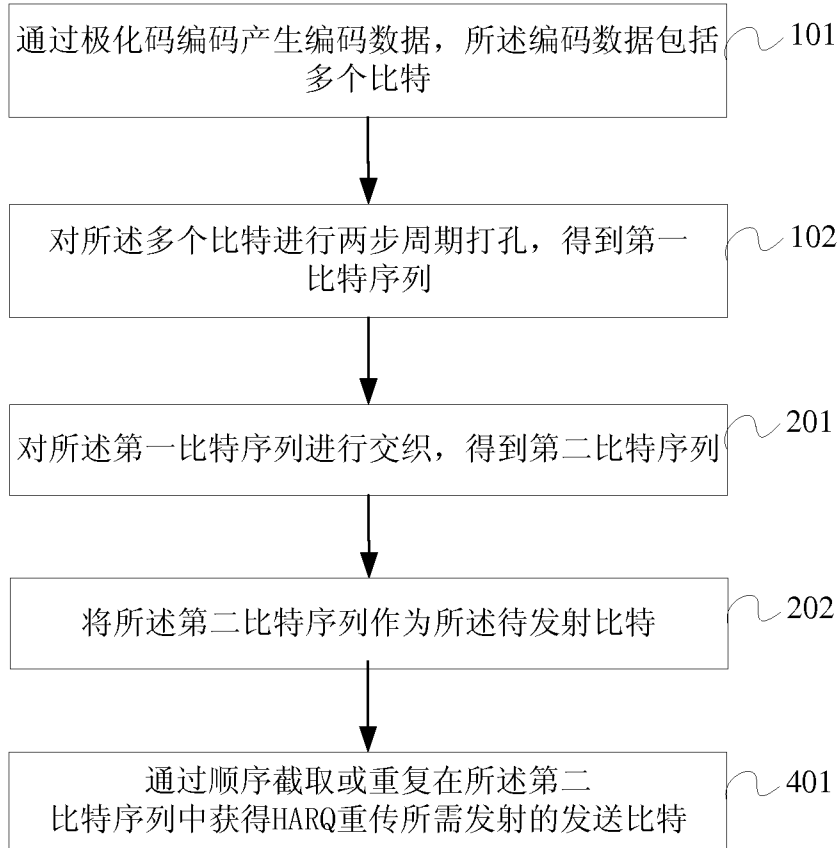 通过极化码编码产生编码数据，所述编码数据包括
多个比特
101
对所述多个比特进行两步周期打孔，得到第一
比特序列
102
对所述第一比特序列进行交织，得到第二比特序列
201
将所述第二比特序列作为所述待发射比特
202
通过顺序截取或重复在所述第二
比特序列中获得HARQ重传所需发射的发送比特
401